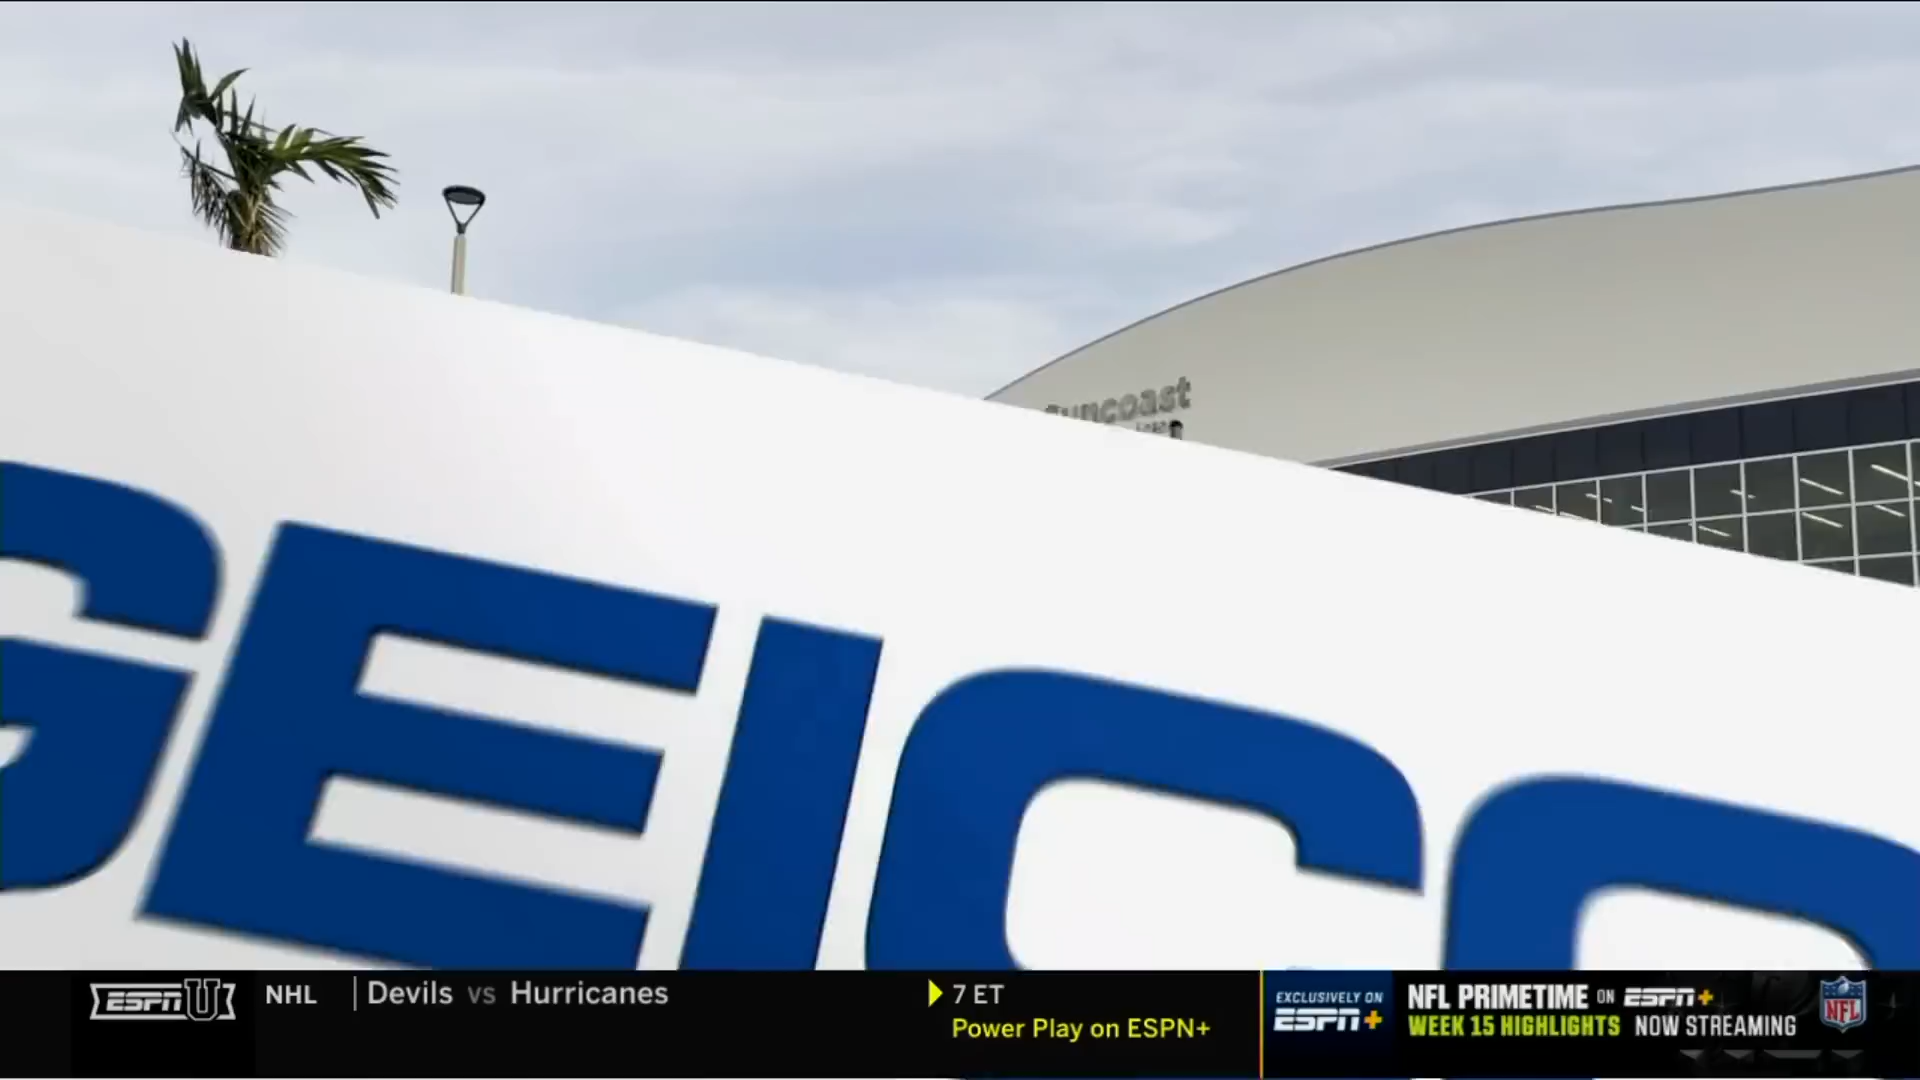 Suncoast
GEICO
ESPNU
NHL | Devils vs Hurricanes
7 ET
Power Play on ESPN+
EXCLUSIVELY ON
ESPN+
NFL PRIMETIME ON ESPN+
WEEK 15 HIGHLIGHTS NOW STREAMING
NFL